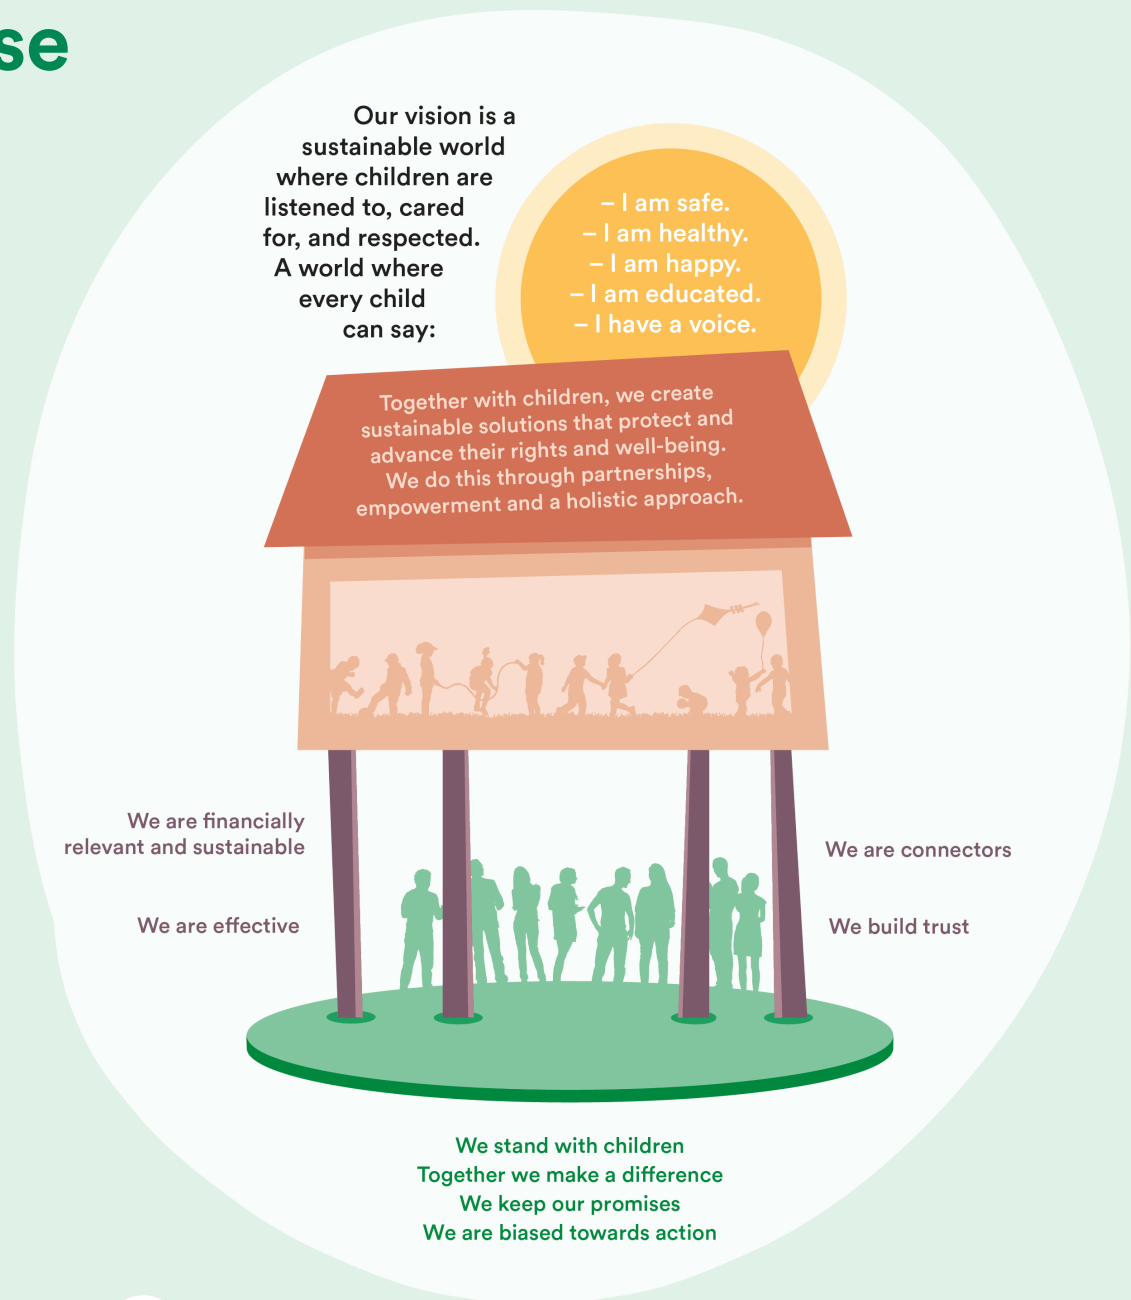 se
Our vision is a
sustainable world
where children are
listened to, cared
for, and respected.
A world where
every child
can say:
– I am safe.
– I am healthy.
– I am happy.
– I am educated.
– I have a voice.
Together with children, we create
sustainable solutions that protect and
advance their rights and well-being.
We do this through partnerships,
empowerment and a holistic approach.
We are financially
relevant and sustainable
We are effective
We are connectors
We build trust
We stand with children
Together we make a difference
We keep our promises
We are biased towards action